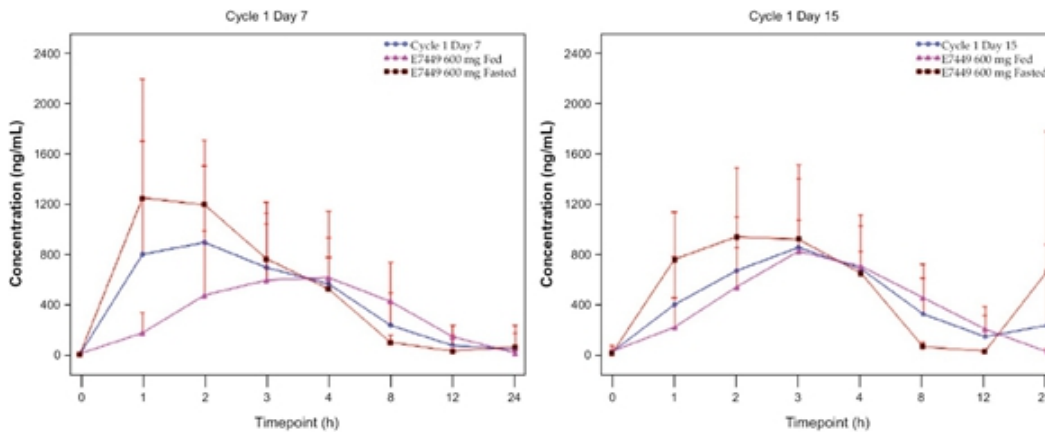 Cycle 1 Day 7
2400
2000
1600
1200
800
400
0
Concentration (ng/mL)
Cycle 1 Day 7
E7449 600 mg Fed
E7449 600 mg Fasted
0 1 2 3 4 8 12 24
Timepoint (h)
Cycle 1 Day 15
2400
2000
1600
1200
800
400
0
Concentration (ng/mL)
Cycle 1 Day 15
E7449 600 mg Fed
E7449 600 mg Fasted
0 1 2 3 4 8 12
Timepoint (h)